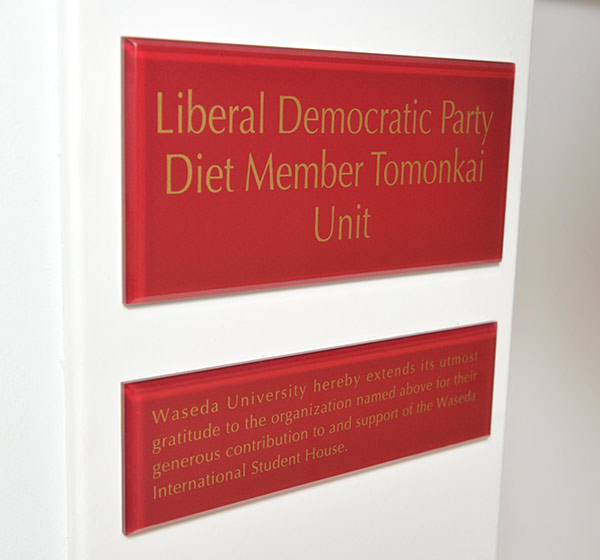 Liberal Democratic Party
Diet Member Tomonkai
Unit
Waseda University hereby extends its utmost
gratitude to the organization named above for their
generous contribution to and support of the Waseda
International Student House.